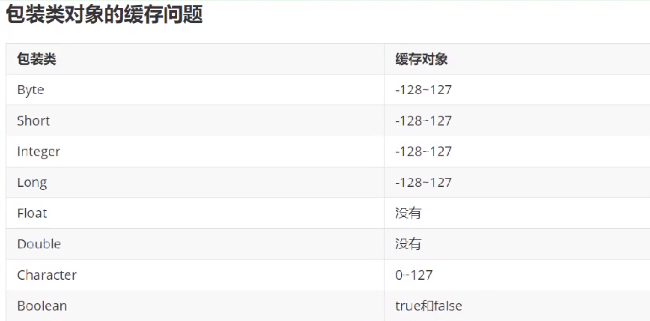 包装类对象的缓存问题
包装类 缓存对象
Byte -128~127
Short -128~127
Integer -128~127
Long -128~127
Float 没有
Double 没有
Character 0~127
Boolean true和false